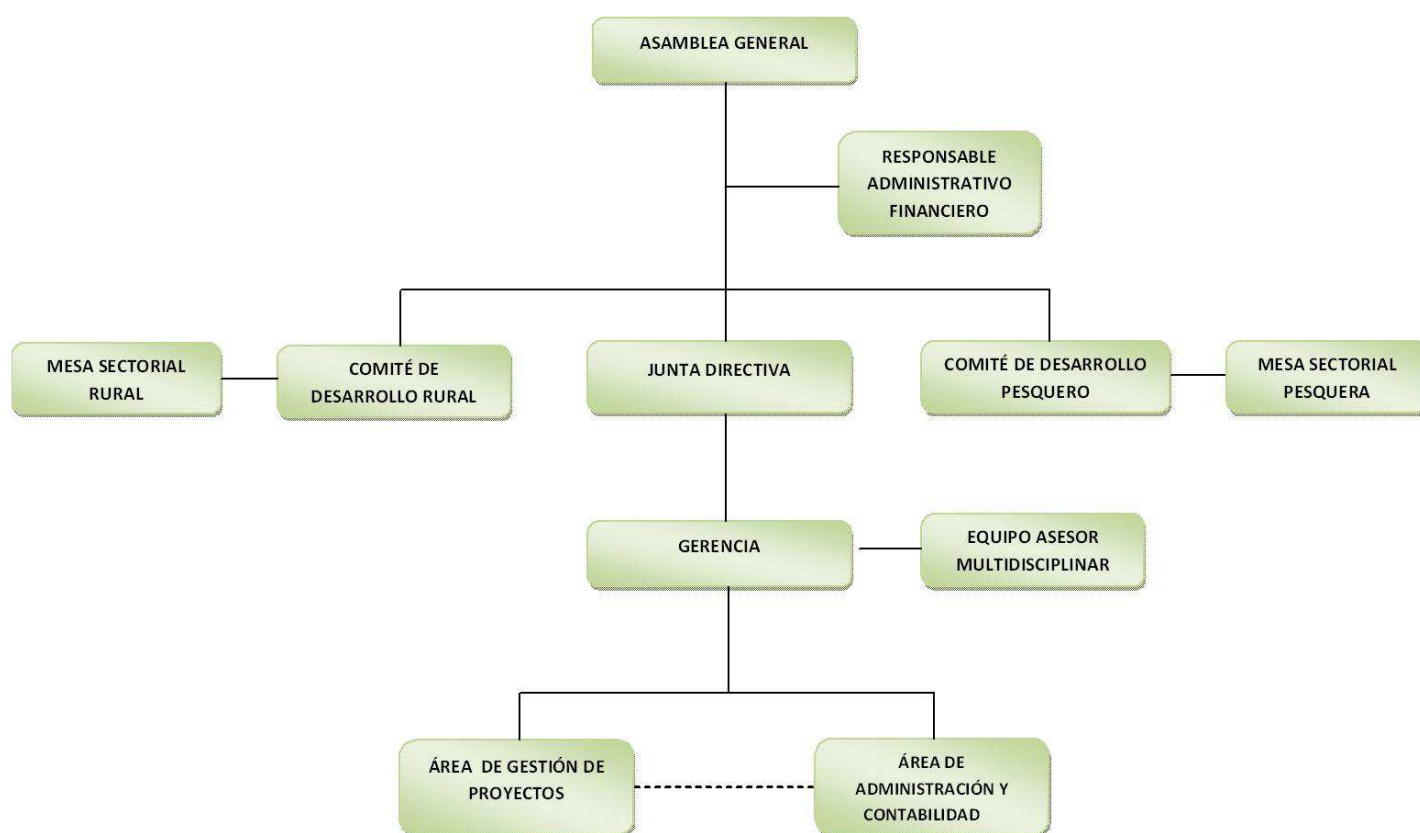 ASAMBLEA GENERAL
RESPONSABLE
ADMINISTRATIVO
FINANCIERO
MESA SECTORIAL
RURAL
COMITÉ DE
DESARROLLO RURAL
JUNTA DIRECTIVA
COMITÉ DE DESARROLLO
PESQUERO
MESA SECTORIAL
PESQUERA
GERENCIA
EQUIPO ASESOR
MULTIDISCIPLINAR
ÁREA DE GESTIÓN DE
PROYECTOS
ÁREA DE
ADMINISTRACIÓN Y
CONTABILIDAD